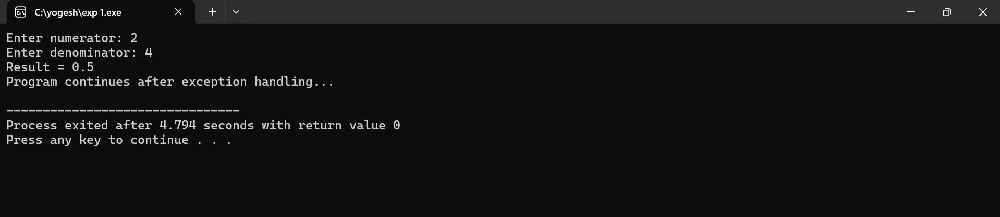 C:\yogesh\exp 1.exe
Enter numerator: 2
Enter denominator: 4
Result = 0.5
Program continues after exception handling...
--------------------------------
Process exited after 4.794 seconds with return value 0
Press any key to continue . . .